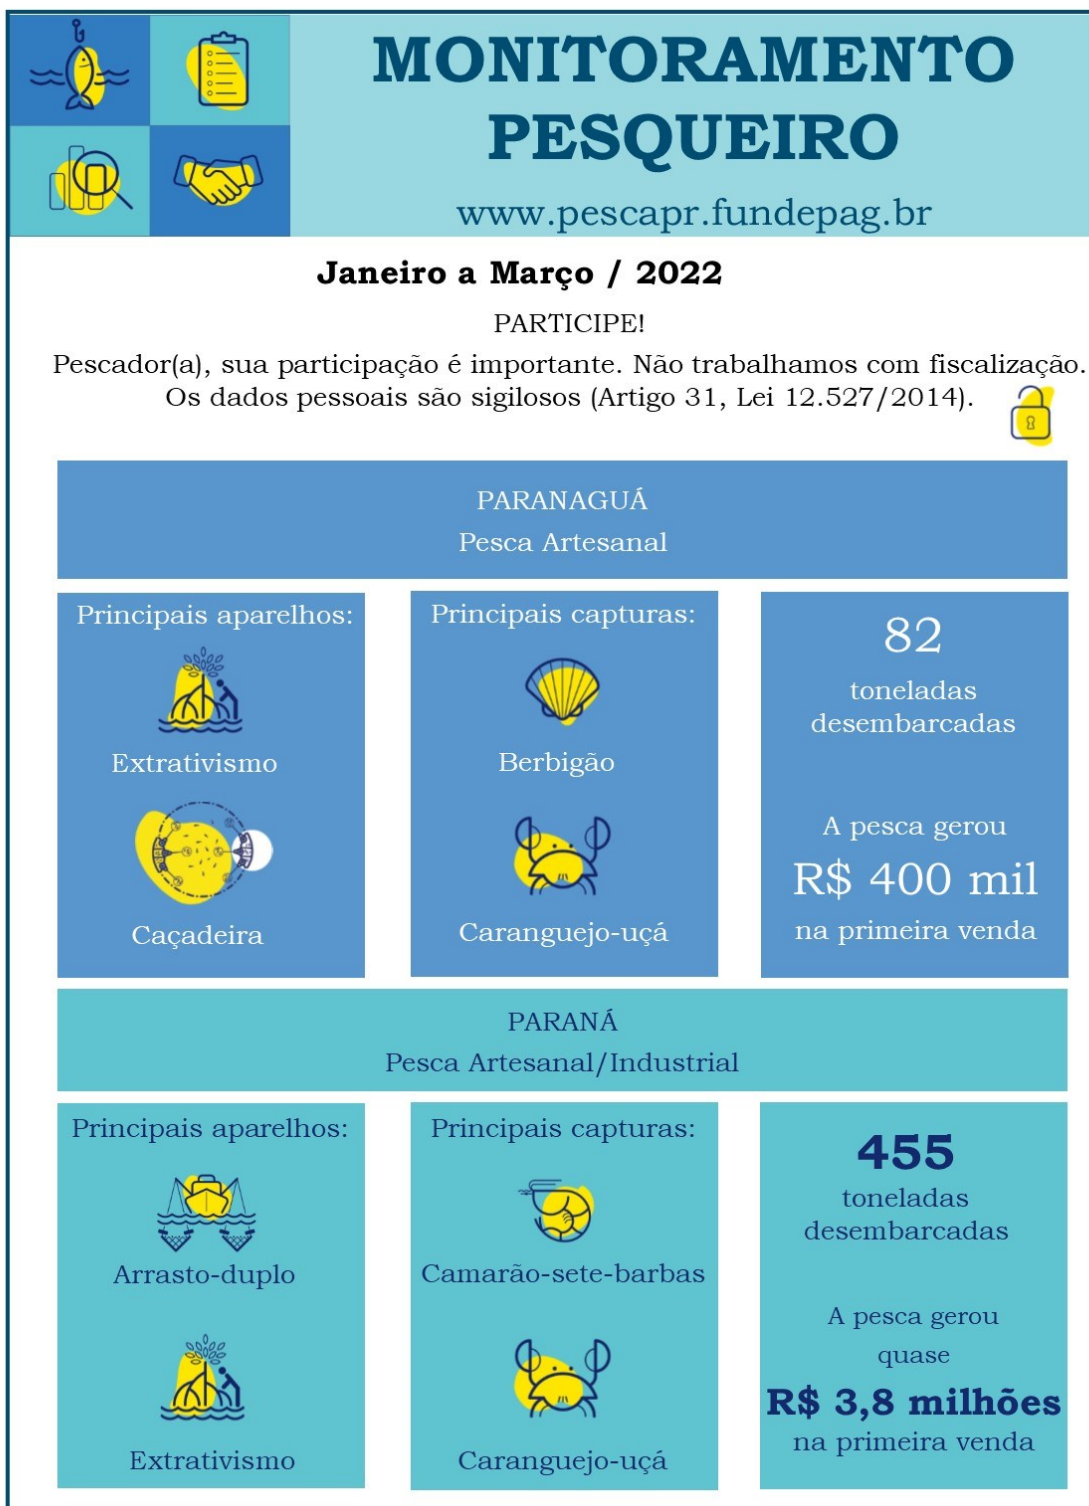 MONITORAMENTO
PESQUEIRO
www.pescapr.fundepag.br
Janeiro a Março / 2022
PARTICIPE!
Pescador(a), sua participação é importante. Não trabalhamos com fiscalização.
Os dados pessoais são sigilosos (Artigo 31, Lei 12.527/2014).
PARANAGUÁ
Pesca Artesanal
Principais aparelhos:
Extrativismo
Caçadeira
Principais capturas:
Berbigão
Caranguejo-uçá
82
toneladas
desembarcadas
A pesca gerou
R$ 400 mil
na primeira venda
PARANÁ
Pesca Artesanal/Industrial
Principais aparelhos:
Arrasto-duplo
Extrativismo
Principais capturas:
Camarão-sete-barbas
Caranguejo-uçá
455
toneladas
desembarcadas
A pesca gerou
quase
R$ 3,8 milhões
na primeira venda